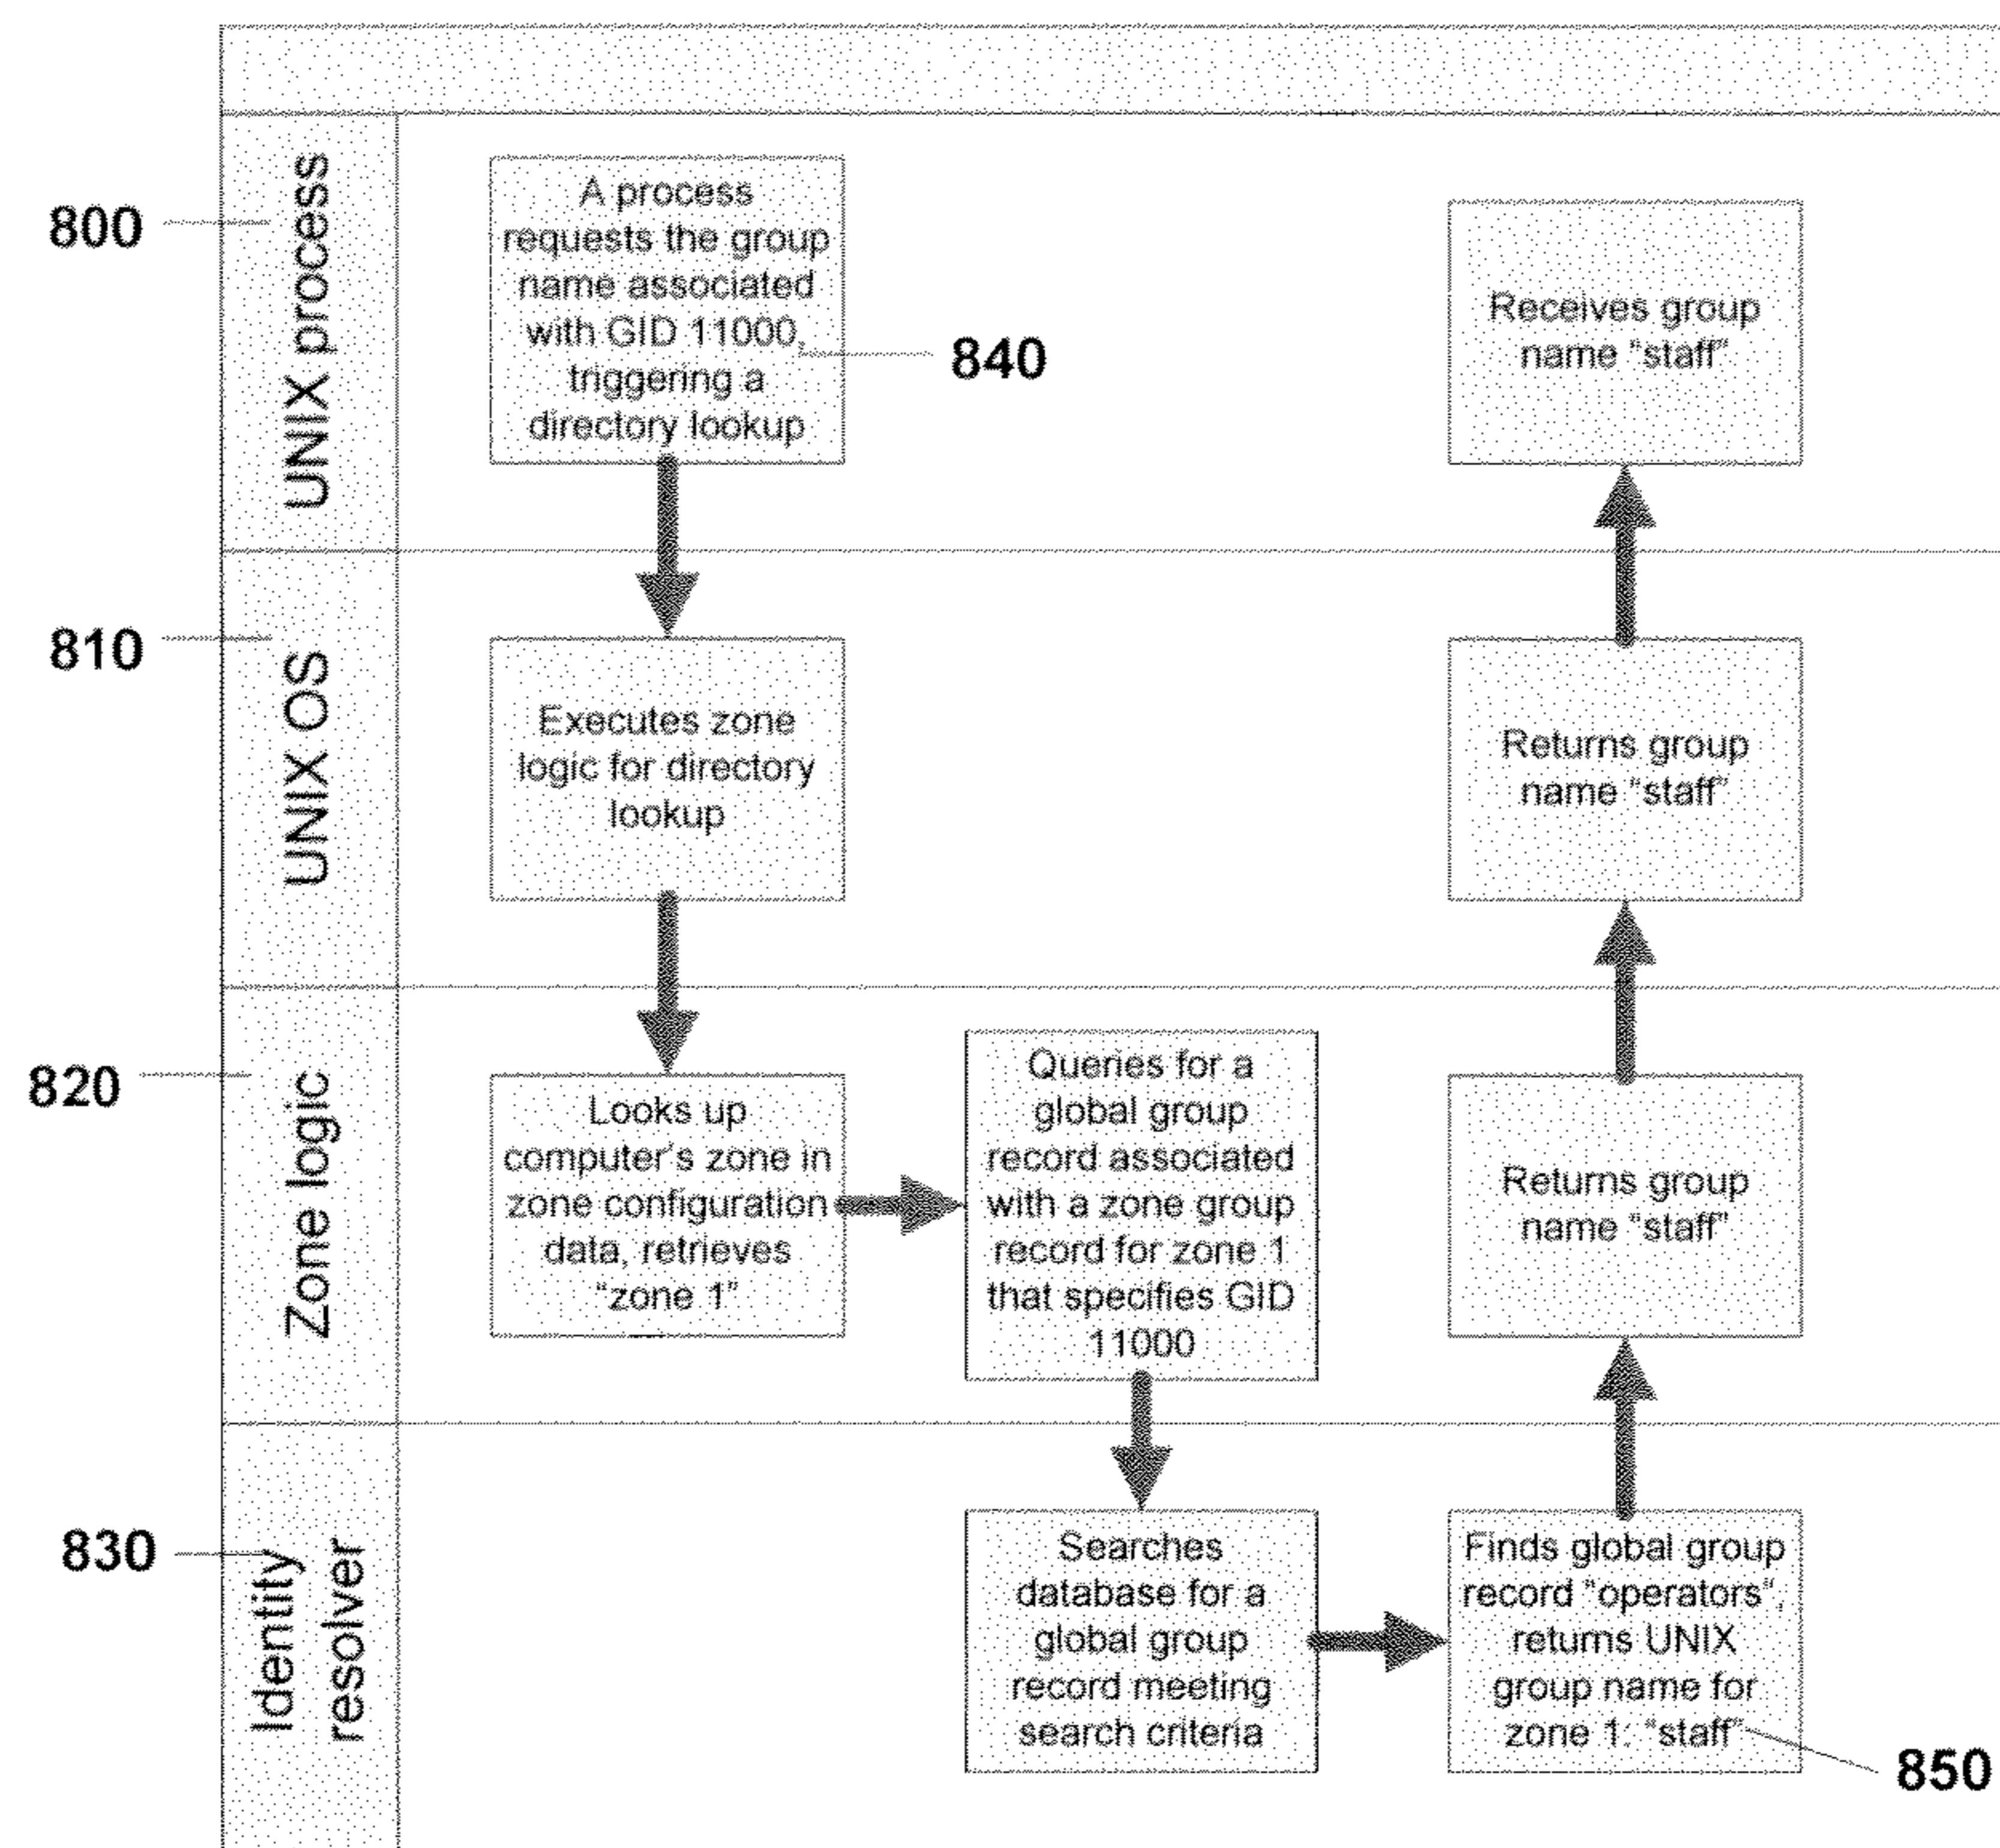 800
UNIX process
A process
requests the group
name associated
with GID 11000,
triggering a
directory lookup
840
Receives group
name “staff”
810
UNIX OS
Executes zone
logic for directory
lookup
Returns group
name “staff”
820
Zone logic
Looks up
computer's zone in
zone configuration
data, retrieves
“zone 1”
Queries for a
global group
record associated
with a zone group
record for zone 1
that specifies GID
11000
Returns group
name “staff”
830
Identity
resolver
Searches
database for a
global group
record meeting
search criteria
Finds global group
record “operators“,
returns UNIX
group name for
zone 1: “staff”
850